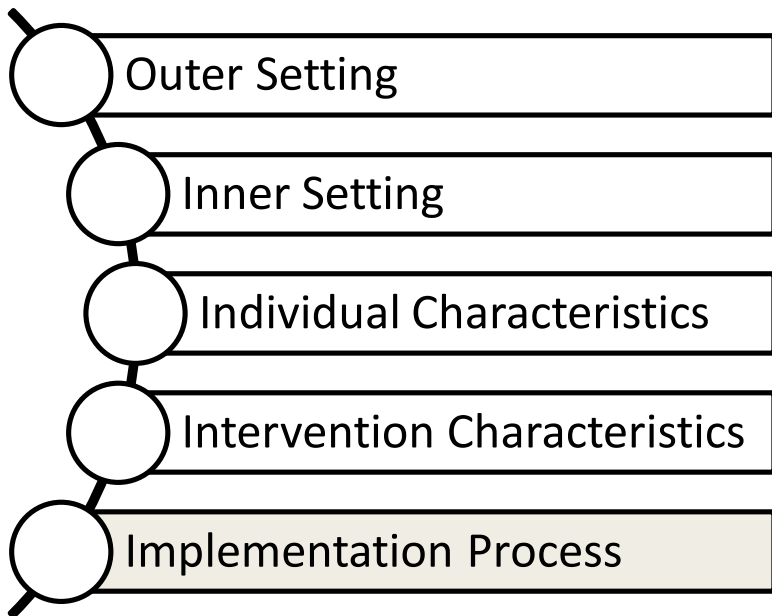 Outer Setting
Inner Setting
Individual Characteristics
Intervention Characteristics
Implementation Process